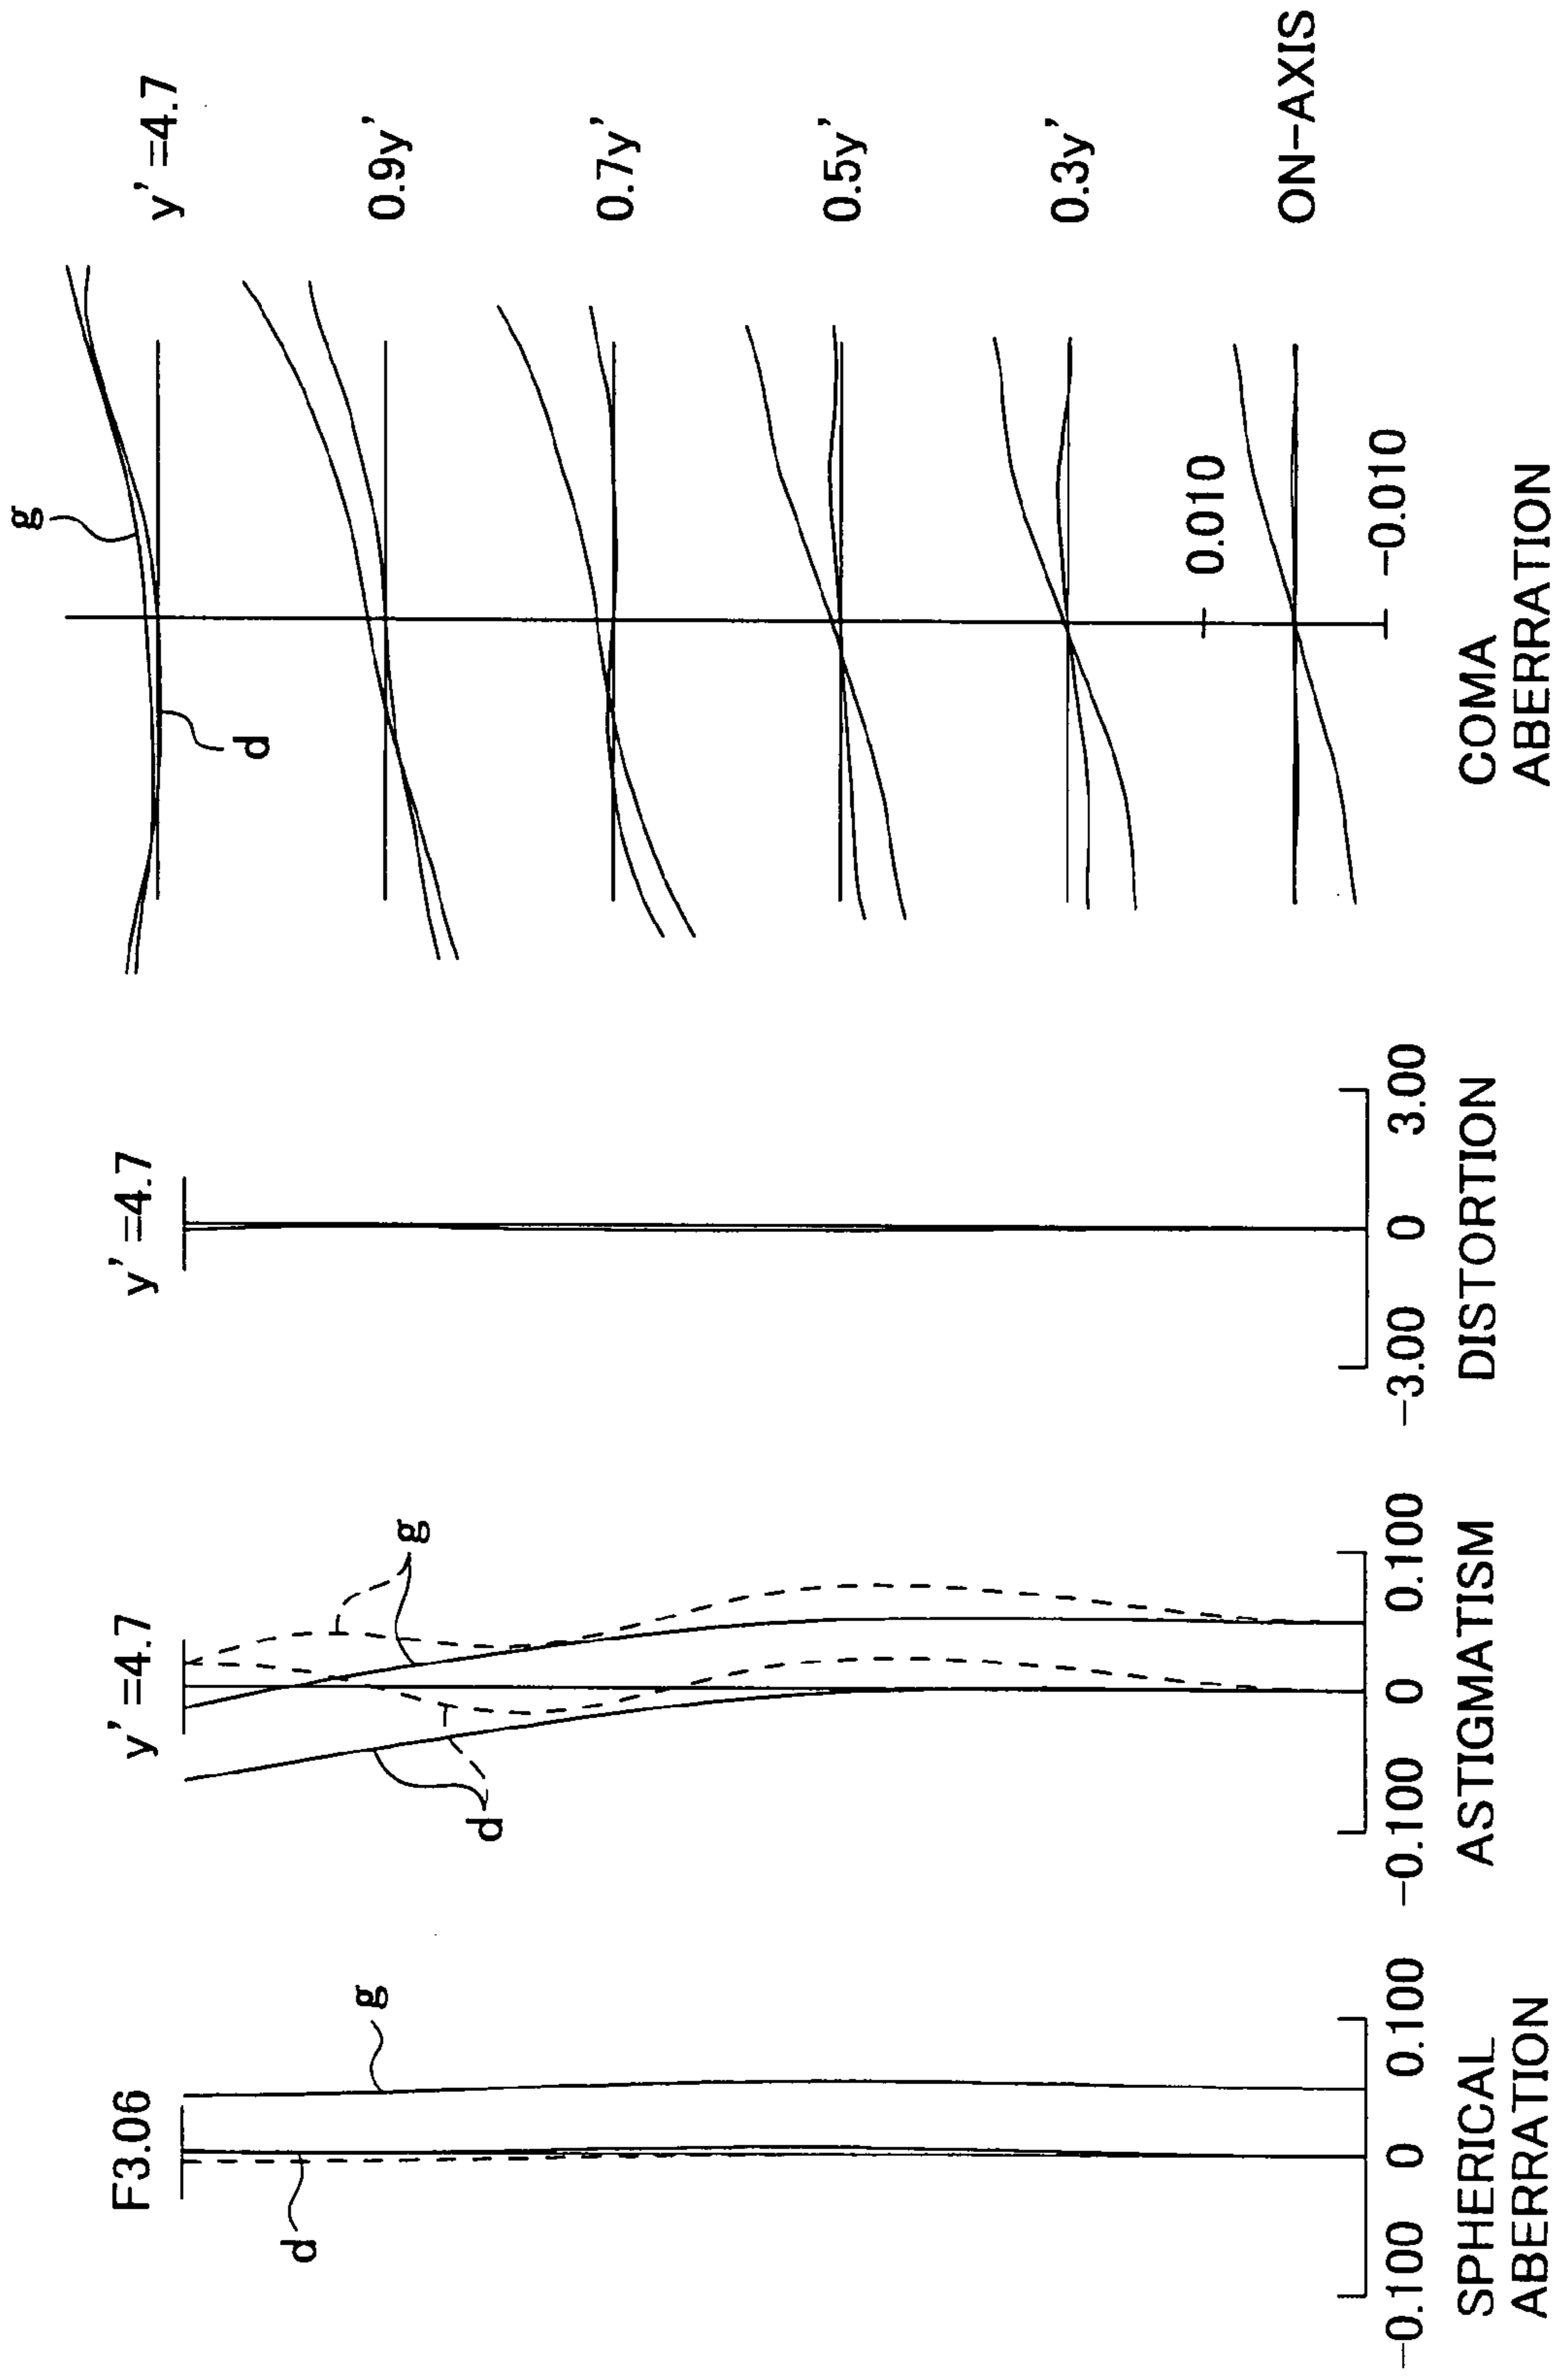 F3.06
g
d
-0.100
0
0.100
SPHERICAL
ABERRATION
y'=4.7
g
d
-0.100
0
0.100
ASTIGMATISM
y'=4.7
-3.00
0
3.00
DISTORTION
g
d
y'=4.7
0.9y'
0.7y'
0.5y'
0.3y'
0.010
ON-AXIS
-0.010
COMA
ABERRATION